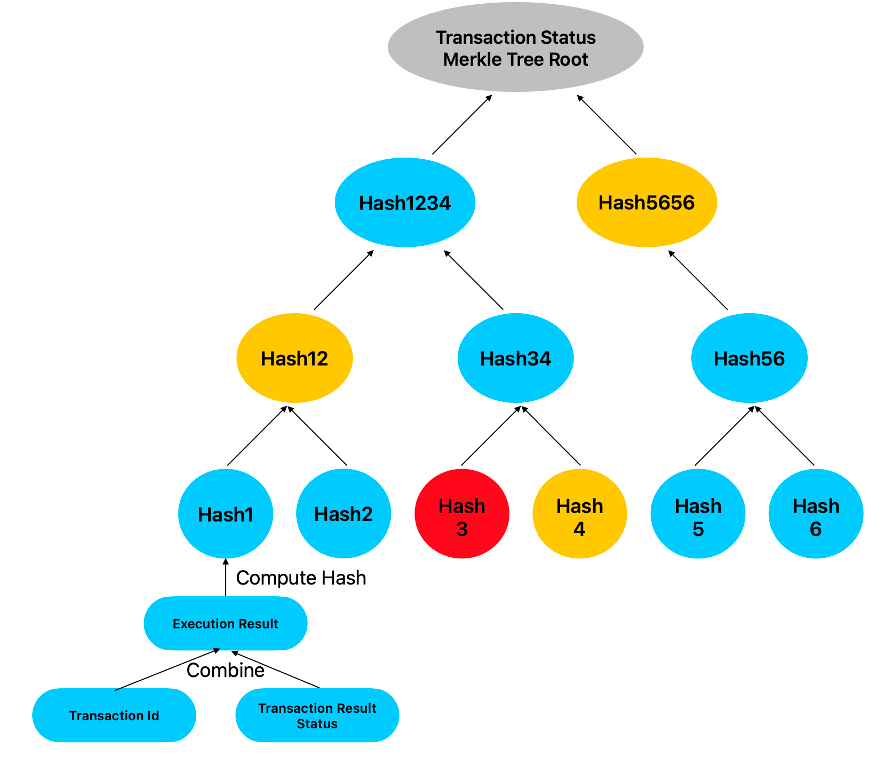 Transaction Status
Merkle Tree Root
Hash1234
Hash5656
Hash12
Hash34
Hash56
Hash1
Hash2
Hash
3
Hash
4
Hash
5
Hash
6
Compute Hash
Execution Result
Combine
Transaction Id
Transaction Result
Status